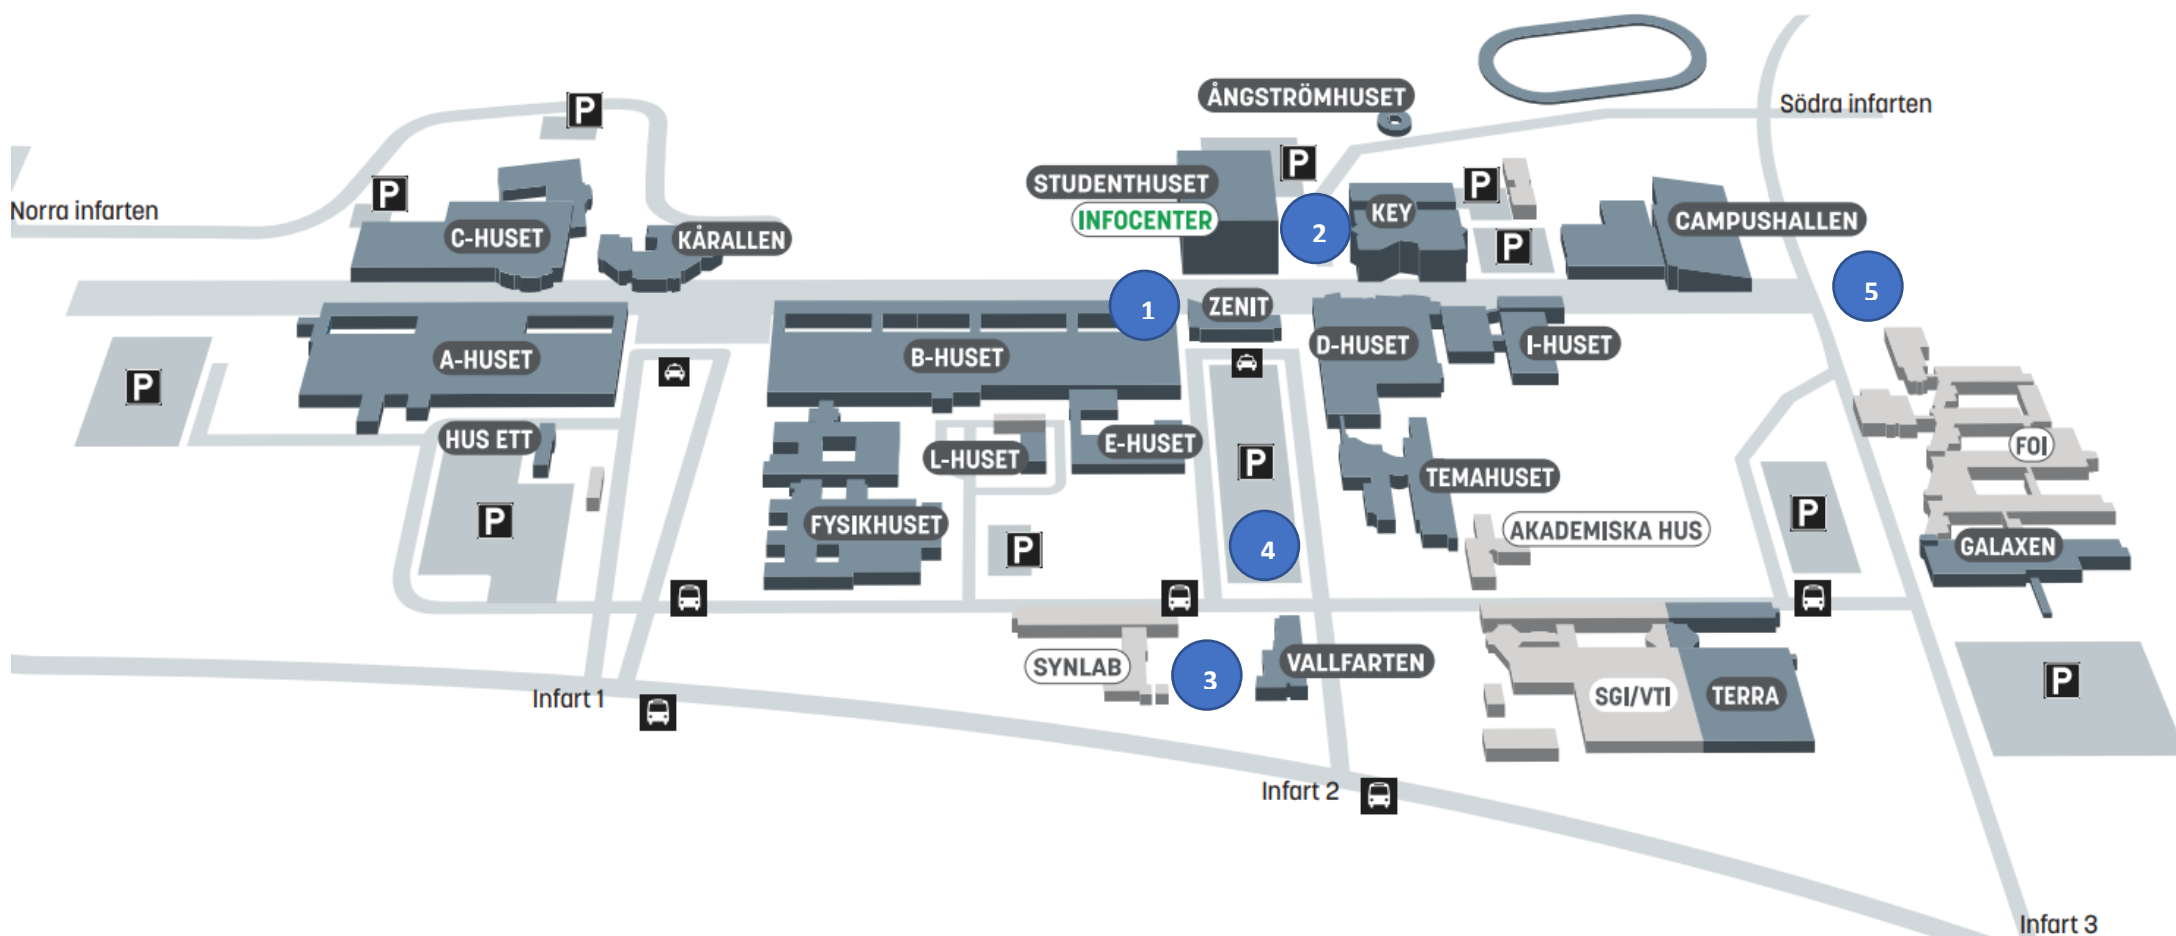 ÅNGSTRÖMHUSET
Södra infarten
P
P
P
P
STUDENTHUSET
INFOCENTER
Norra infarten
C-HUSET
KÅRALLEN
2
KEY
P
CAMPUSHALLEN
5
1
ZENIT
A-HUSET
B-HUSET
D-HUSET
I-HUSET
P
HUS ETT
L-HUSET
E-HUSET
P
TEMAHUSET
FOI
P
FYSIKHUSET
P
4
AKADEMISKA HUS
P
GALAXEN
SYNLAB
3
VALLFARTEN
SGI/VTI
TERRA
P
Infart 1
Infart 2
Infart 3